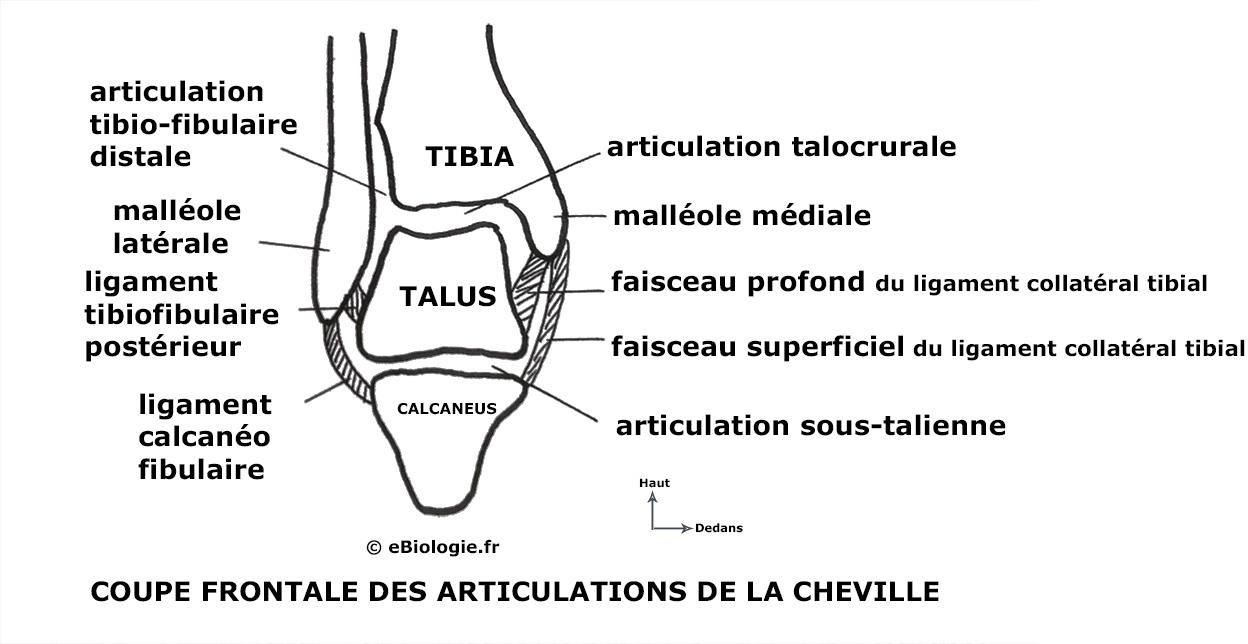 articulation
tibio-fibulaire
distale
TIBIA
articulation talocrurale
malléole
latérale
malléole médiale
ligament
tibiofibulaire
postérieur
TALUS
faisceau profond du ligament collatéral tibial
faisceau superficiel du ligament collatéral tibial
ligament
calcanéo
fibulaire
CALCANEUS
articulation sous-talienne
Haut
Dedans
© eBiologie.fr
COUPE FRONTALE DES ARTICULATIONS DE LA CHEVILLE